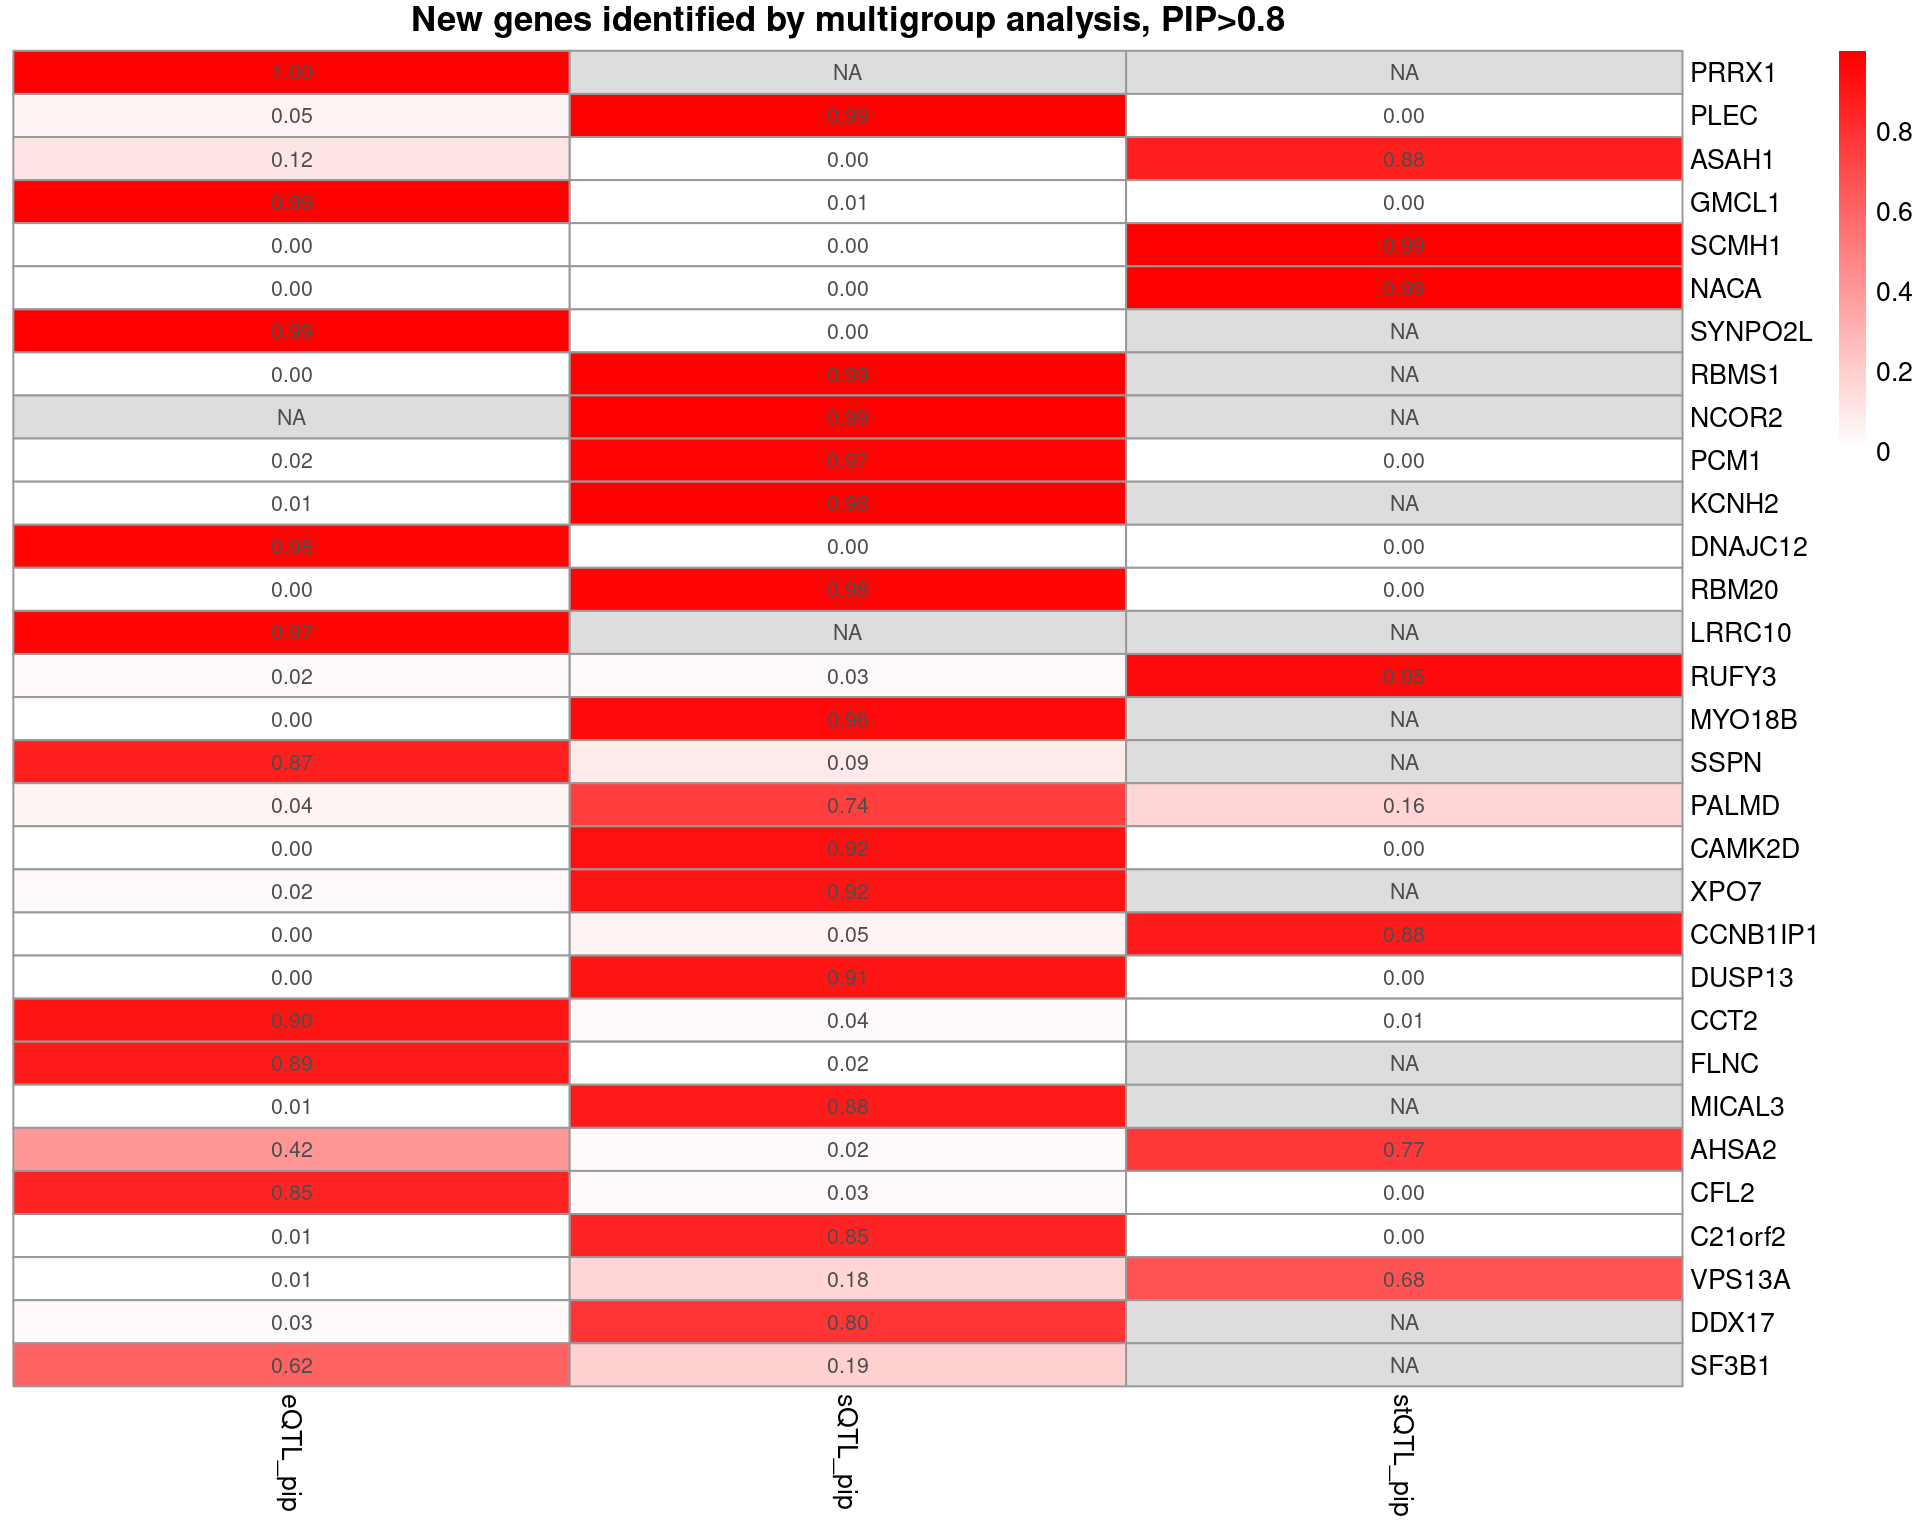 New genes identified by multigroup analysis, PIP>0.8
1.00 NA NA PRRX1
0.05 0.99 0.00 PLEC
0.12 0.00 0.88 ASAH1
0.99 0.01 0.00 GMCL1
0.00 0.00 0.99 SCMH1
0.00 0.00 0.99 NACA
0.99 0.00 NA SYNPO2L
0.00 0.99 NA RBMS1
NA 0.99 NA NCOR2
0.02 0.97 0.00 PCM1
0.01 0.98 NA KCNH2
0.98 0.00 0.00 DNAJC12
0.00 0.98 0.00 RBM20
0.97 NA NA LRRC10
0.02 0.03 0.95 RUFY3
0.00 0.96 NA MYO18B
0.87 0.09 NA SSPN
0.04 0.74 0.16 PALMD
0.00 0.92 0.00 CAMK2D
0.02 0.92 NA XPO7
0.00 0.05 0.88 CCNB1IP1
0.00 0.91 0.00 DUSP13
0.90 0.04 0.01 CCT2
0.89 0.02 NA FLNC
0.01 0.88 NA MICAL3
0.42 0.02 0.77 AHSA2
0.85 0.03 0.00 CFL2
0.01 0.85 0.00 C21orf2
0.01 0.18 0.68 VPS13A
0.03 0.80 NA DDX17
0.62 0.19 NA SF3B1
eQTL_pip
sQTL_pip
stQTL_pip
0.8
0.6
0.4
0.2
0